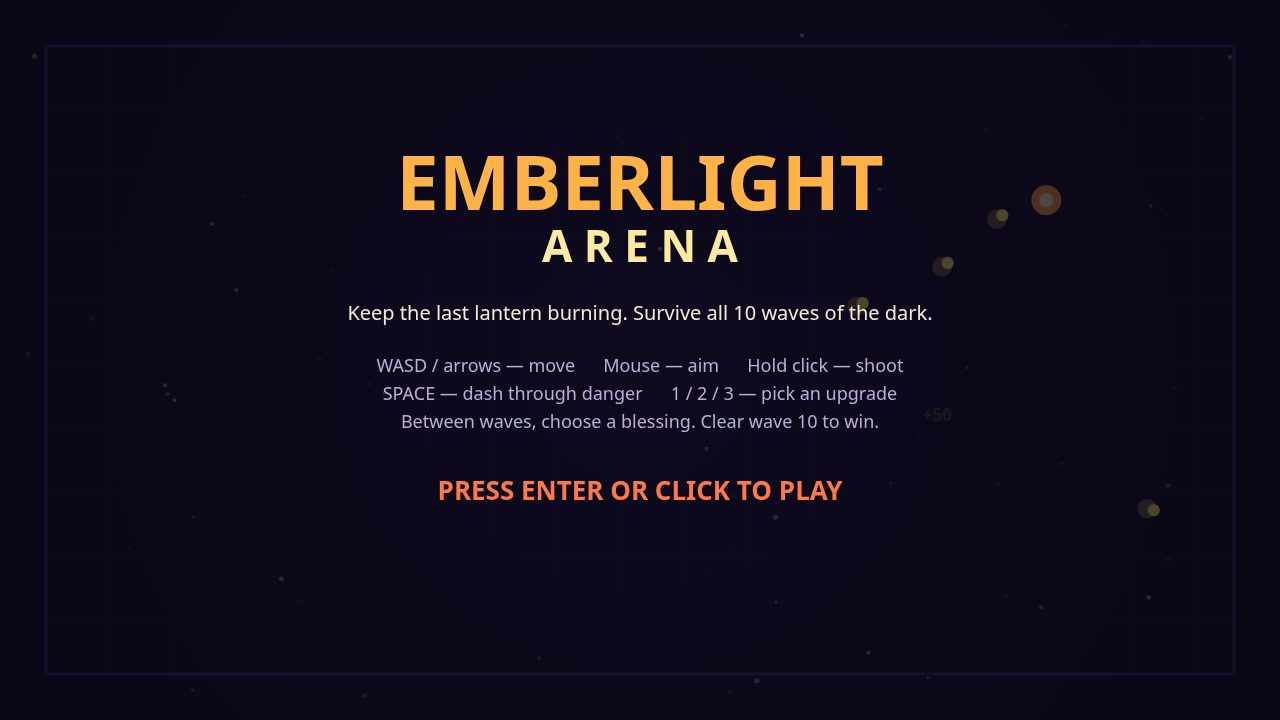 EMBERLIGHT
ARENA
Keep the last lantern burning. Survive all 10 waves of the dark.
WASD / arrows — move Mouse — aim Hold click — shoot
SPACE — dash through danger 1 / 2 / 3 — pick an upgrade
+50
Between waves, choose a blessing. Clear wave 10 to win.
PRESS ENTER OR CLICK TO PLAY